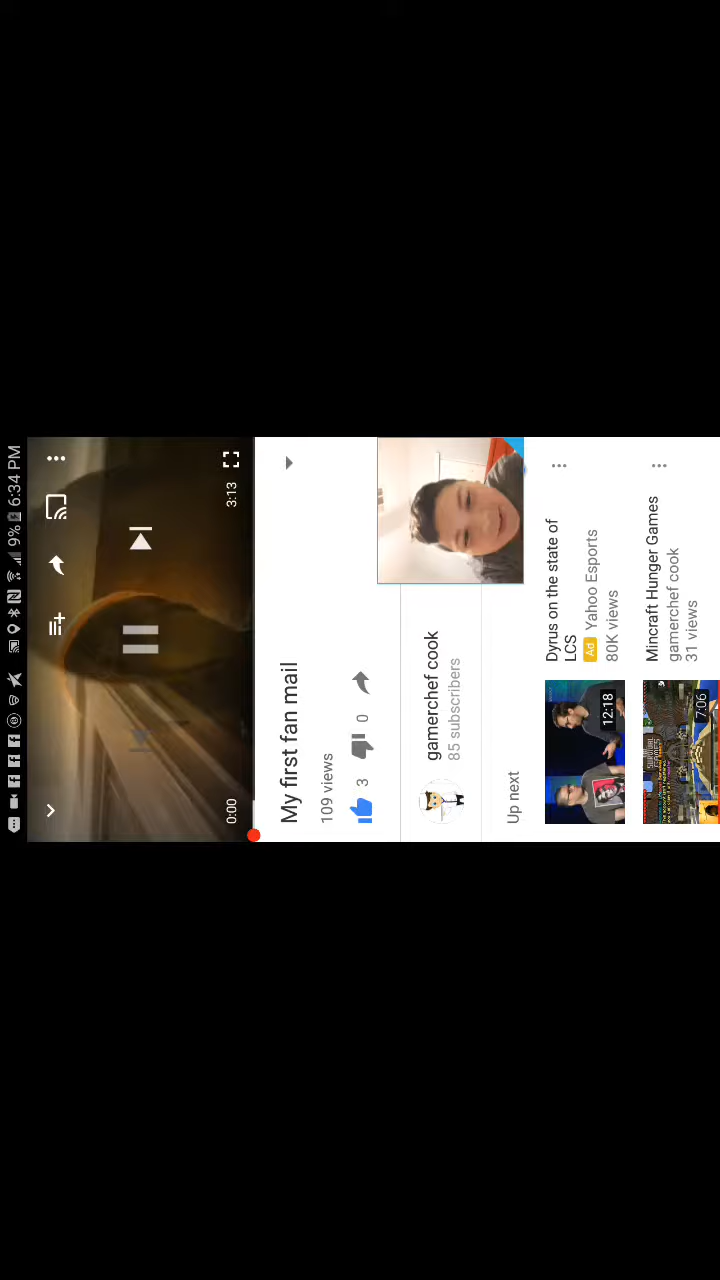 9% 6:34 PM
0:00
3:13
My first fan mail
109 views
3
0
gamerchef cook
85 subscribers
Up next
12:18
Dyrus on the state of
LCS
Ad Yahoo Esports
80K views
7:06
Mincraft Hunger Games
gamerchef cook
31 views